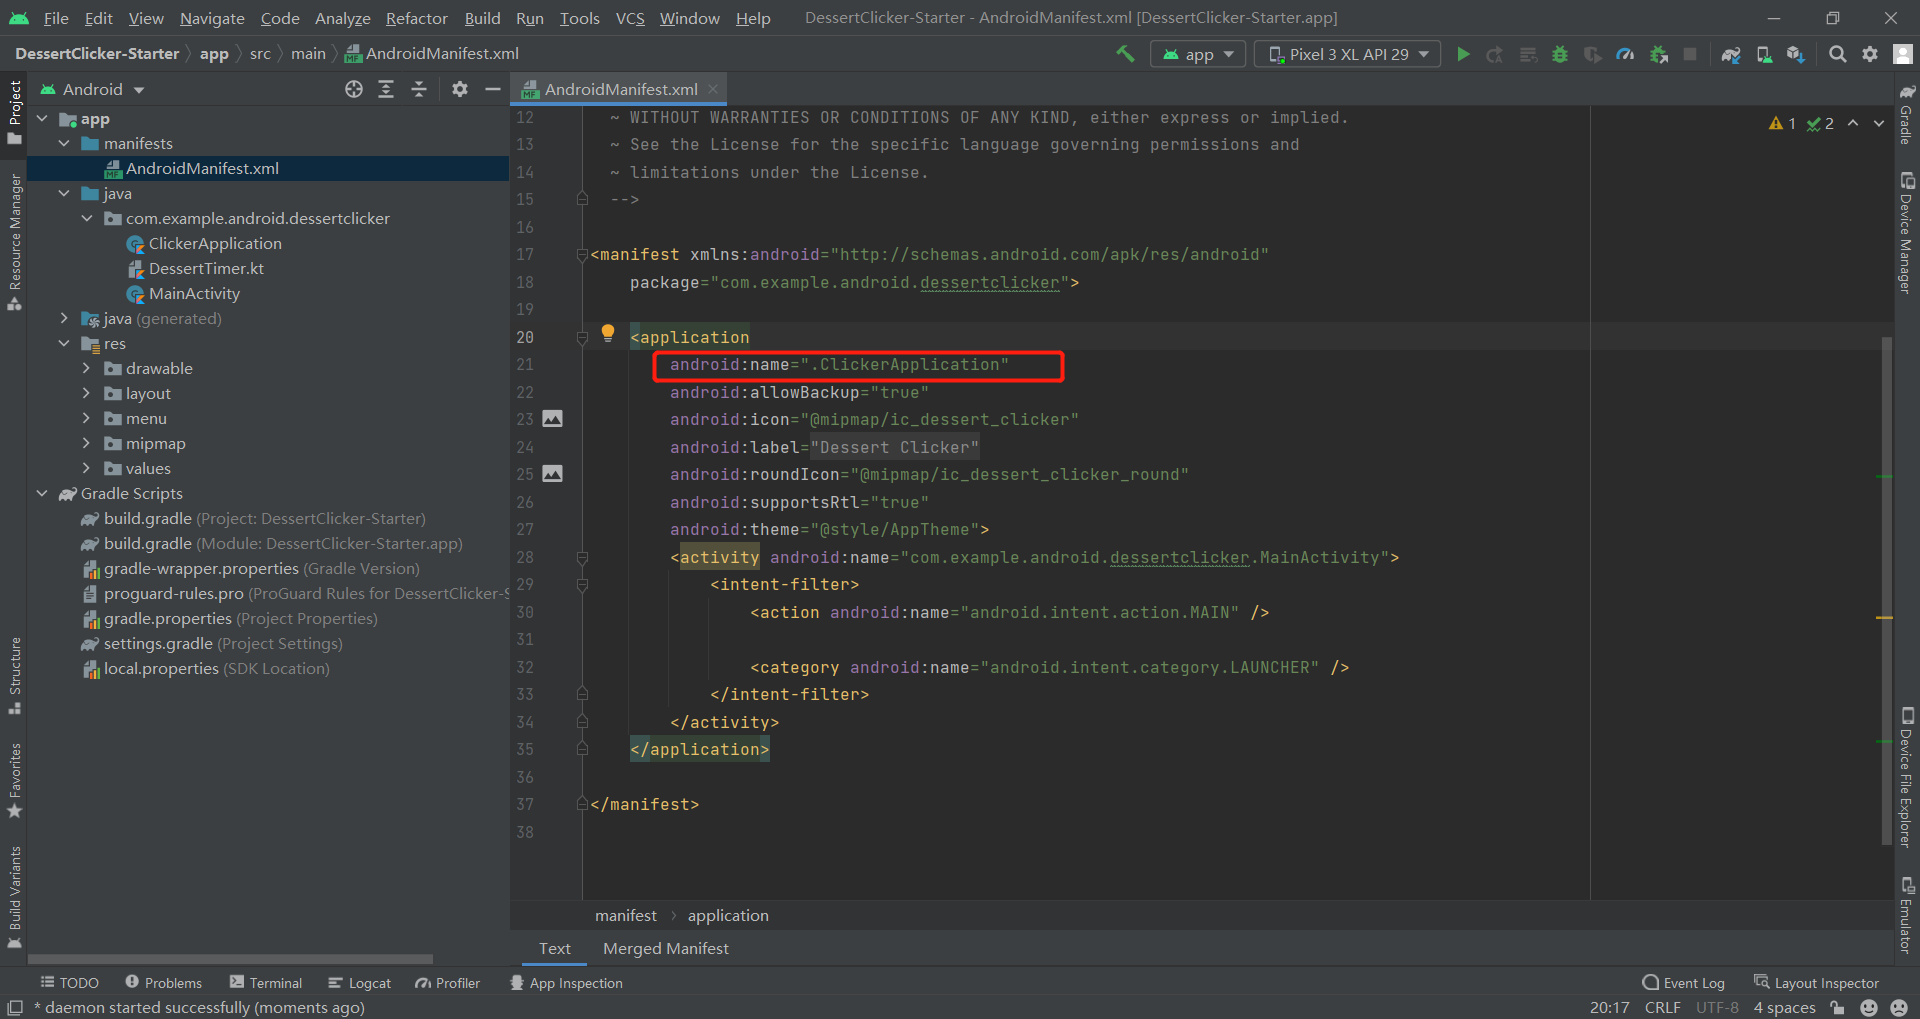 File Edit View Navigate Code Analyze Refactor Build Run Tools VCS Window Help DessertClicker-Starter - AndroidManifest.xml [DessertClicker-Starter.app]
DessertClicker-Starter app src main AndroidManifest.xml app Pixel 3 XL API 29
Project
Resource Manager
Structure
Favorites
Build Variants
Android
app
manifests
AndroidManifest.xml
java
com.example.android.dessertclicker
ClickerApplication
DessertTimer.kt
MainActivity
java (generated)
res
drawable
layout
menu
mipmap
values
Gradle Scripts
build.gradle (Project: DessertClicker-Starter)
build.gradle (Module: DessertClicker-Starter.app)
gradle-wrapper.properties (Gradle Version)
proguard-rules.pro (ProGuard Rules for DessertClicker-S
gradle.properties (Project Properties)
settings.gradle (Project Settings)
local.properties (SDK Location)
AndroidManifest.xml
1 2
12 ~ WITHOUT WARRANTIES OR CONDITIONS OF ANY KIND, either express or implied.
13 ~ See the License for the specific language governing permissions and
14 ~ limitations under the License.
15 -->
16
17 <manifest xmlns:android="http://schemas.android.com/apk/res/android"
18 package="com.example.android.dessertclicker">
19
20 <application
21 android:name=".ClickerApplication"
22 android:allowBackup="true"
23 android:icon="@mipmap/ic_dessert_clicker"
24 android:label="Dessert Clicker"
25 android:roundIcon="@mipmap/ic_dessert_clicker_round"
26 android:supportsRtl="true"
27 android:theme="@style/AppTheme">
28 <activity android:name="com.example.android.dessertclicker.MainActivity">
29 <intent-filter>
30 <action android:name="android.intent.action.MAIN" />
31
32 <category android:name="android.intent.category.LAUNCHER" />
33 </intent-filter>
34 </activity>
35 </application>
36
37 </manifest>
38
manifest application
Text Merged Manifest
Gradle
Device Manager
Device File Explorer
Emulator
TODO Problems Terminal Logcat Profiler App Inspection Event Log Layout Inspector
* daemon started successfully (moments ago) 20:17 CRLF UTF-8 4 spaces